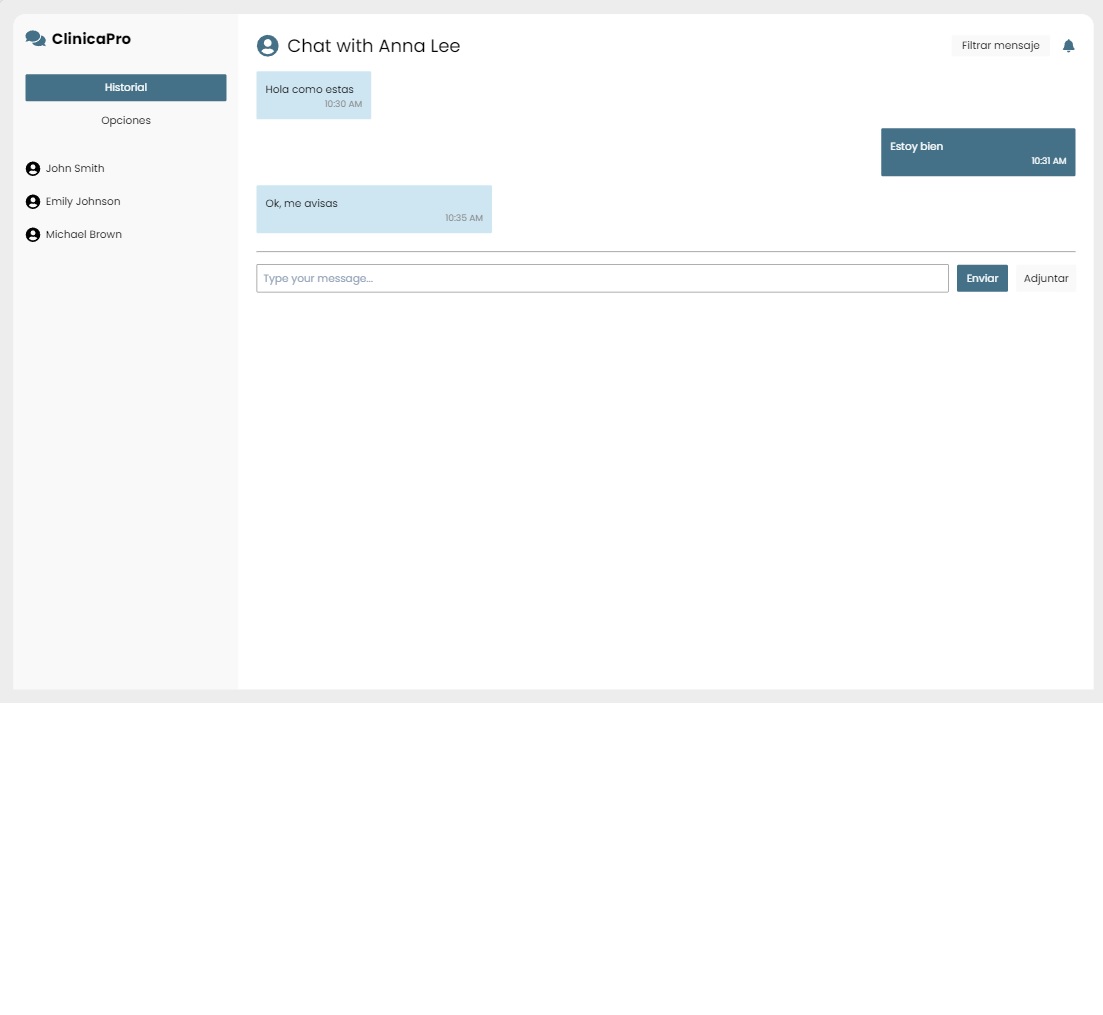 ClinicaPro
Historial
Opciones
John Smith
Emily Johnson
Michael Brown
Chat with Anna Lee
Filtrar mensaje
Hola como estas
10:30 AM
Estoy bien
10:31 AM
Ok, me avisas
10:35 AM
Type your message...
Enviar
Adjuntar